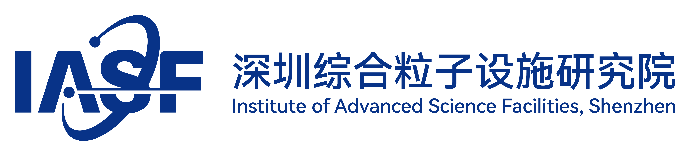 IASF
深圳综合粒子设施研究院
Institute of Advanced Science Facilities, Shenzhen